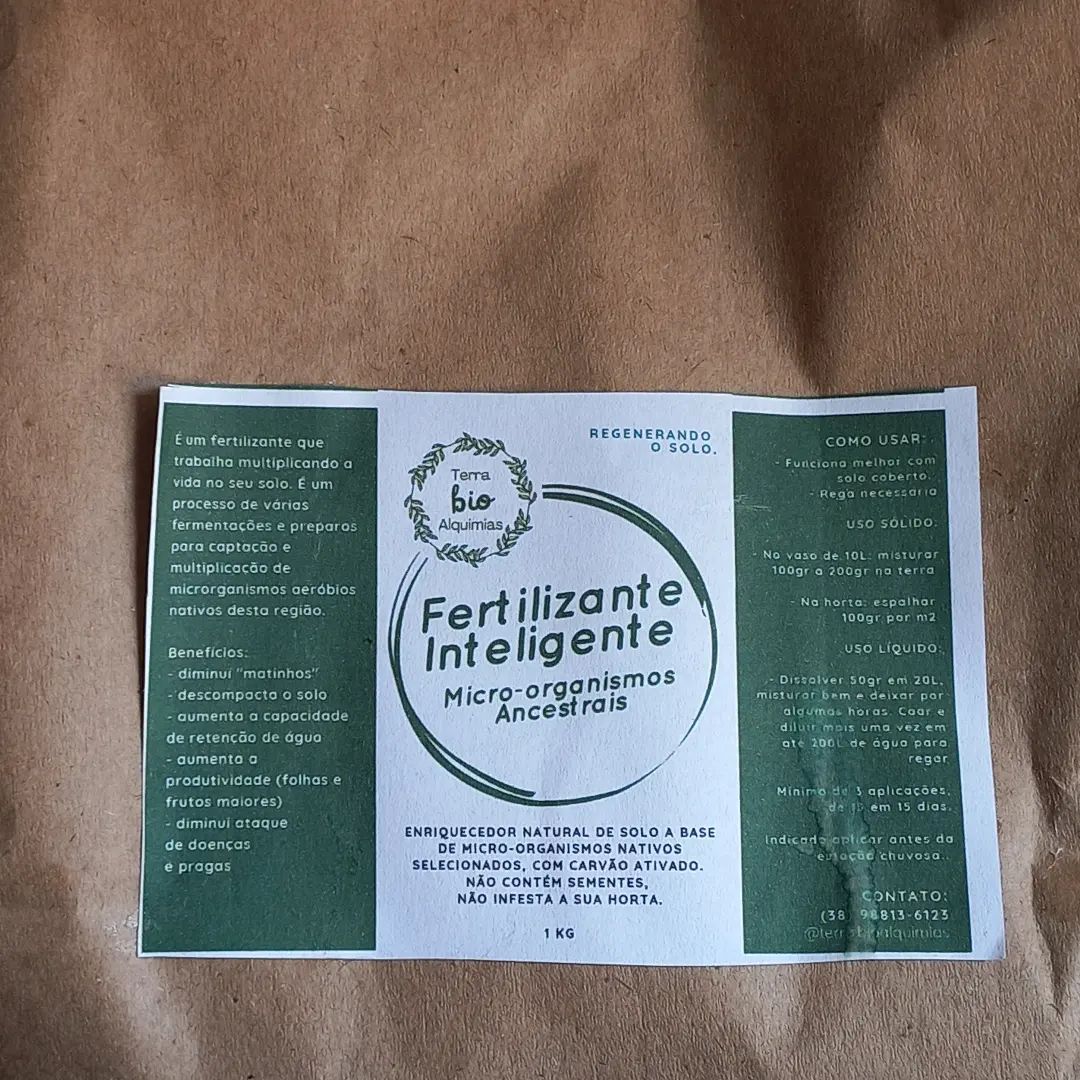 É um fertilizante que
trabalha multiplicando a
vida no seu solo. É um
processo de várias
fermentações e preparos
para captação e
multiplicação de
microrganismos aeróbios
nativos desta região.
Benefícios:
- diminui "matinhos"
- descompacta o solo
- aumenta a capacidade
de retenção de água
- aumenta a
produtividade (folhas e
frutos maiores)
- diminui ataque
de doenças
e pragas
REGENERANDO
O SOLO.
Terra
bio
Alquimias
Fertilizante
Inteligente
Micro-organismos
Ancestrais
ENRIQUECEDOR NATURAL DE SOLO A BASE
DE MICRO-ORGANISMOS NATIVOS
SELECIONADOS, COM CARVÃO ATIVADO.
NÃO CONTÉM SEMENTES,
NÃO INFESTA A SUA HORTA.
1 KG
COMO USAR:
- Funciona melhor com
solo coberto.
- Rega necessaria
USO SÓLIDO:
- No vaso de 10L: misturar
100gr a 200gr na terra
- Na horta: espalhar
100gr por m2
USO LÍQUIDO:
- Dissolver 50gr em 20L,
misturar bem e deixar por
algumas horas. Coar e
diluir mais uma vez em
até 200L de água para
regar
Mínimo de 3 aplicações,
de 15 em 15 dias.
Indicado aplicar antes da
estação chuvosa..
CONTATO:
(38) 98813-6123
@terrabioalquimias